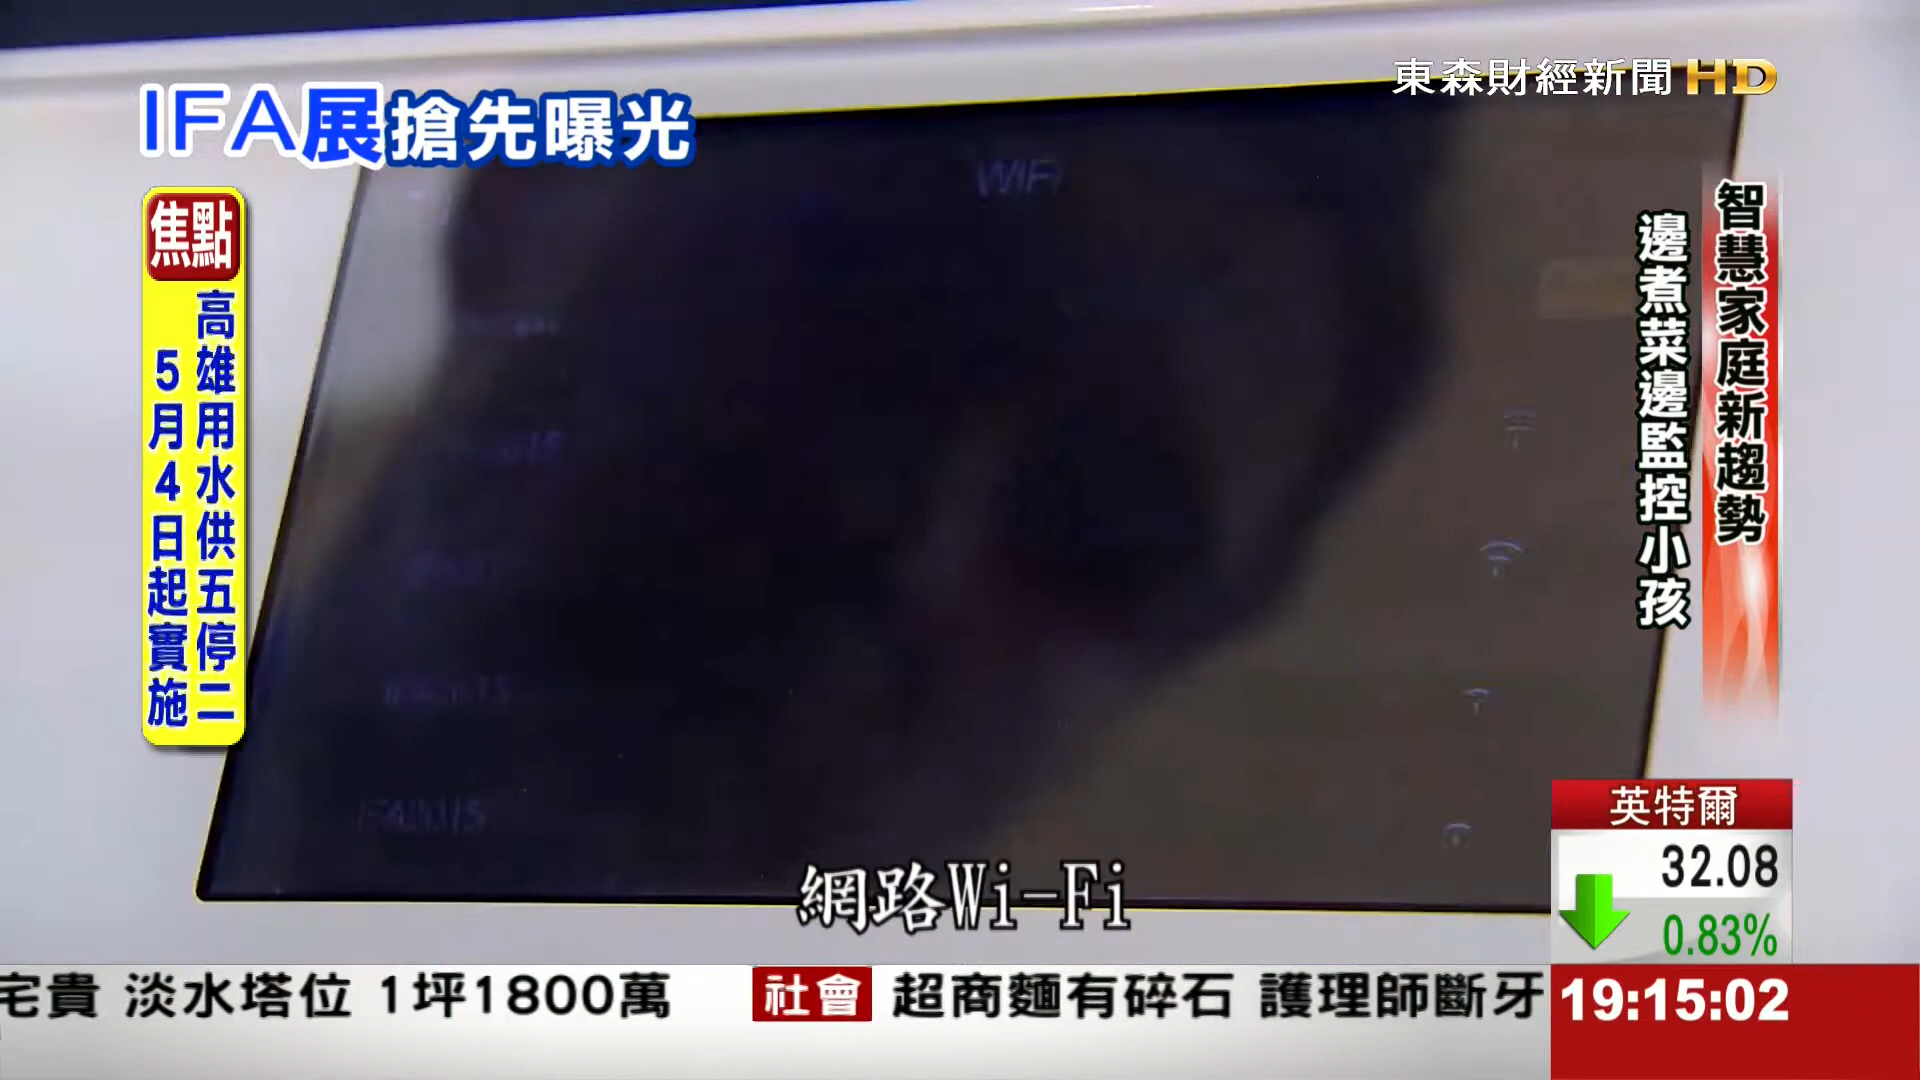 東森財經新聞HD
IFA展搶先曝光
焦點
高雄用水供五停二
5月4日起實施
智慧家庭新趨勢
邊煮菜邊監控小孩
WIFI
網路Wi-Fi
英特爾
32.08
0.83%
宅貴 淡水塔位 1坪1800萬 社會 超商麵有碎石 護理師斷牙
19:15:02